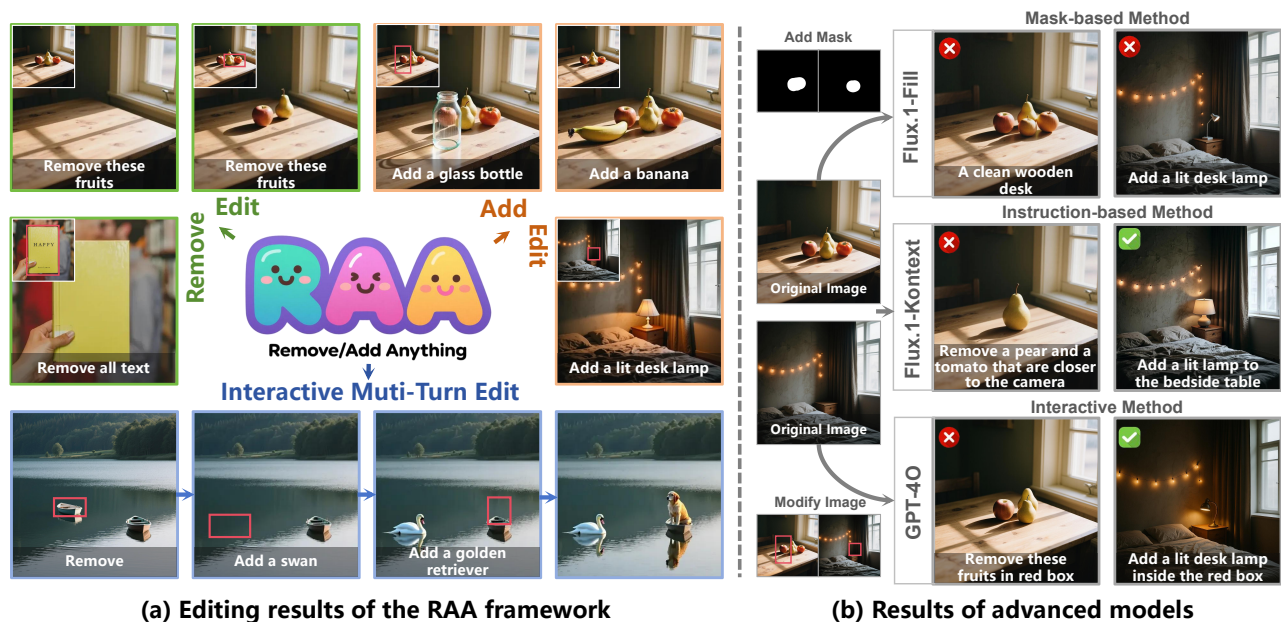 Remove these
fruits
Remove these
fruits
Add a glass bottle
Add a banana
Remove
Edit
Add
Edit
HAPPY
Remove all text
RAA
Remove/Add Anything
Interactive Muti-Turn Edit
Add a lit desk lamp
Remove
Add a swan
Add a golden
retriever
(a) Editing results of the RAA framework
Mask-based Method
Add Mask
Flux.1-Fill
A clean wooden
desk
Add a lit desk lamp
Instruction-based Method
Original Image
Flux.1-Kontext
Remove a pear and a
tomato that are closer
to the camera
Add a lit lamp to
the bedside table
Original Image
Interactive Method
Modify Image
GPT-4O
Remove these
fruits in red box
Add a lit desk lamp
inside the red box
(b) Results of advanced models